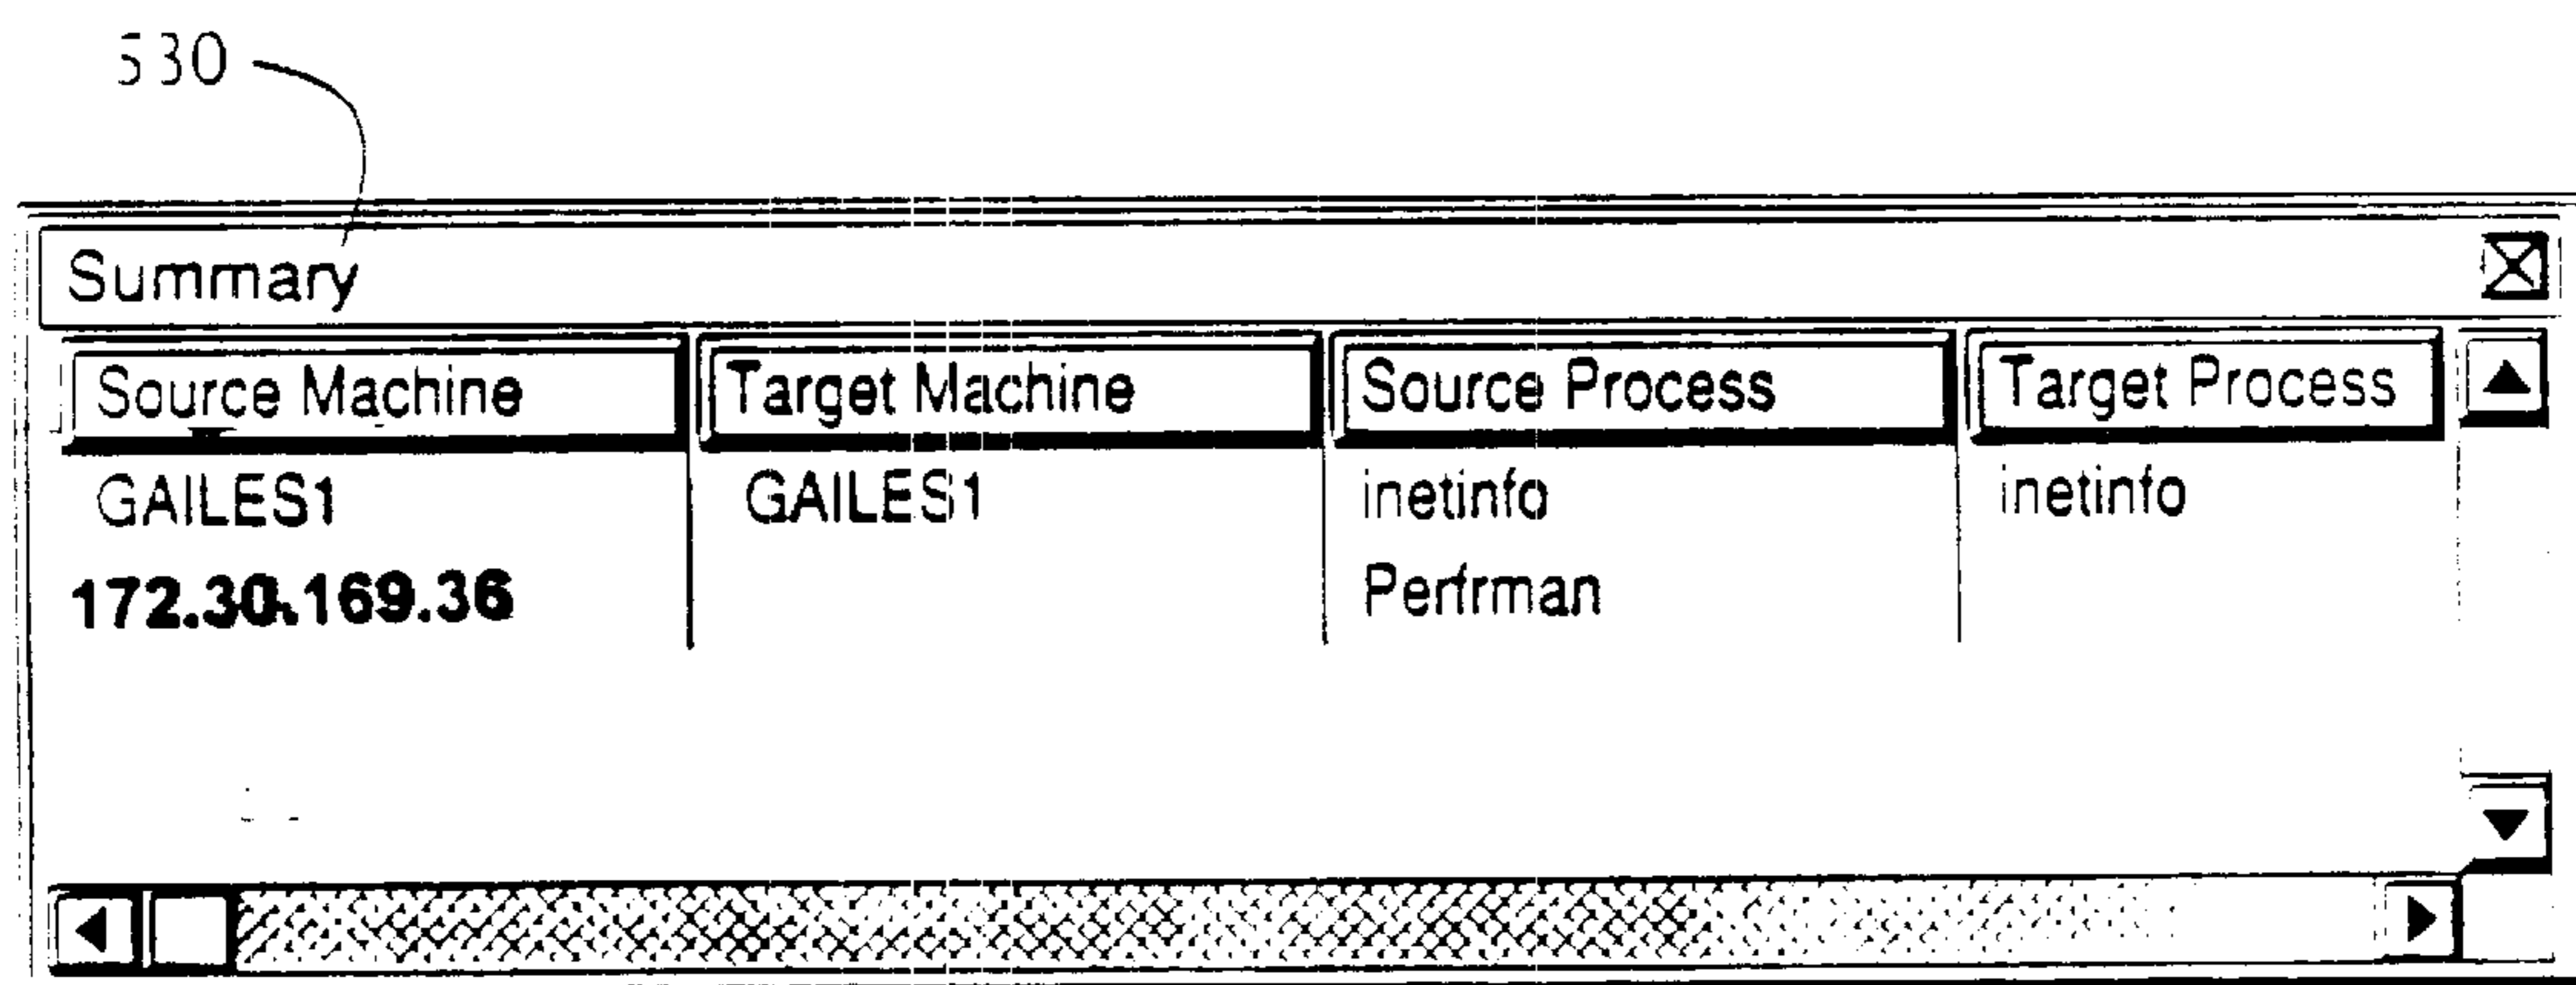 530
Summary
Source Machine Target Machine Source Process Target Process
GAILES1 GAILES1 inetinfo inetinfo
172.30.169.36 Perfrman